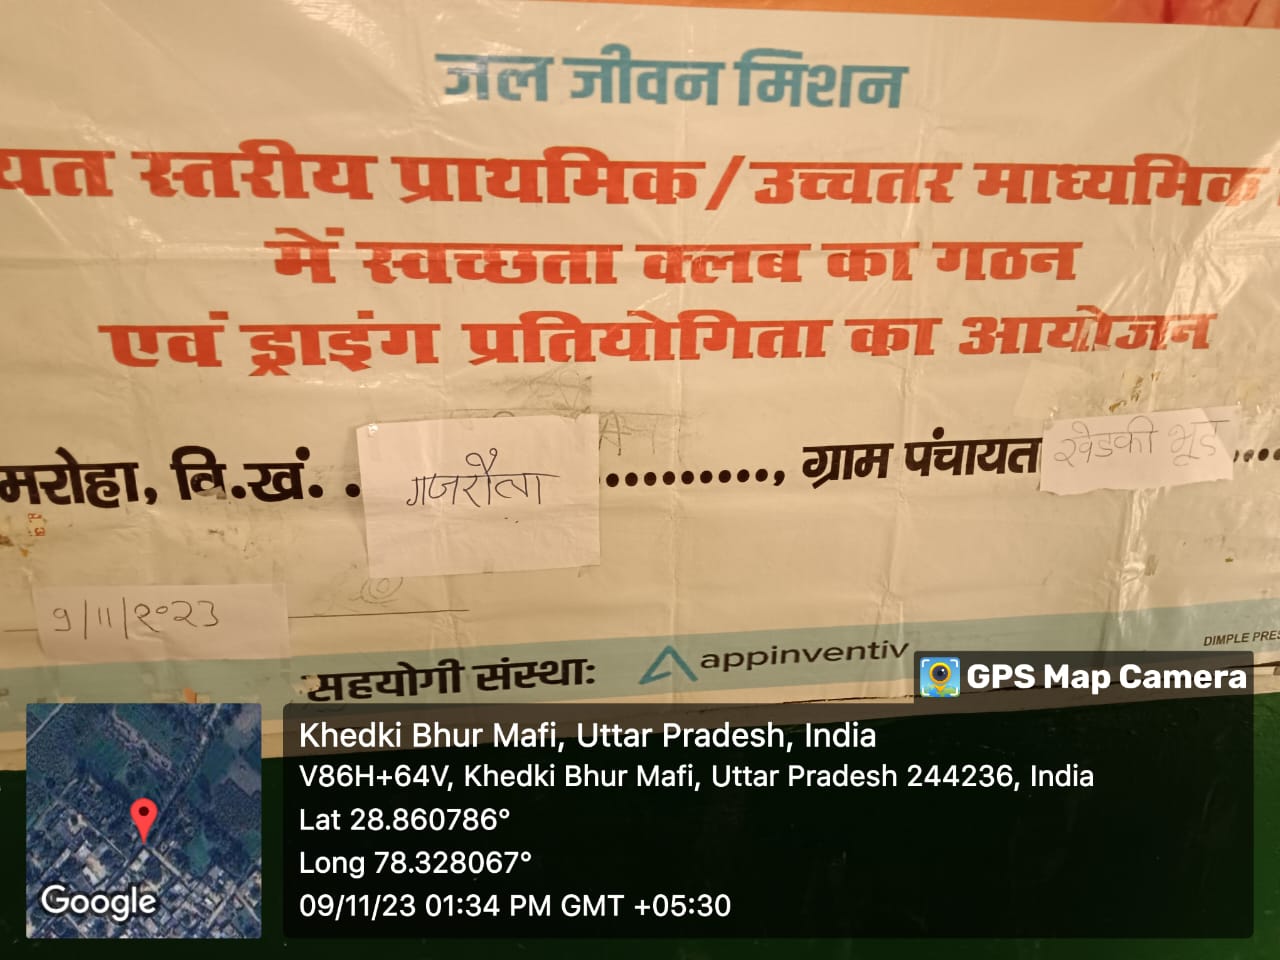 जल जीवन मिशन
यत स्तरीय प्राथमिक/उच्चतर माध्यमिक
में स्वच्छता क्लब का गठन
एवं ड्राइंग प्रतियोगिता का आयोजन
मरोहा, वि.खं. . गजरौला .........., ग्राम पंचायत खेडकी भूड ....
9/11/२०२३
सहयोगी संस्था: appinventiv
DIMPLE PRES
GPS Map Camera
Khedki Bhur Mafi, Uttar Pradesh, India
V86H+64V, Khedki Bhur Mafi, Uttar Pradesh 244236, India
Lat 28.860786°
Long 78.328067°
09/11/23 01:34 PM GMT +05:30
Google